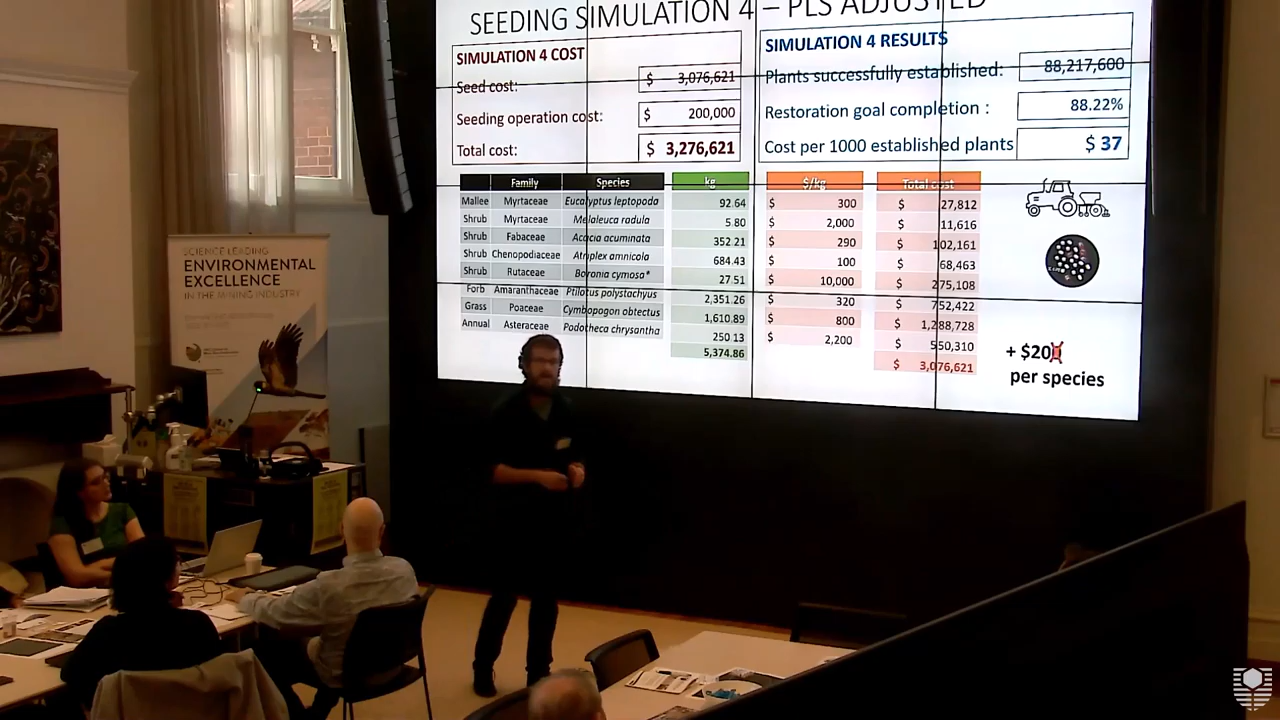 SEEDING SIMULATION 4 – PLS ADJUSTED
SIMULATION 4 COST
Seed cost: $ 3,076,621
Seeding operation cost: $ 200,000
Total cost: $ 3,276,621
SIMULATION 4 RESULTS
Plants successfully established: 88,217,600
Restoration goal completion : 88.22%
Cost per 1000 established plants $ 37
Family Species kg $/kg Total cost
Mallee Myrtaceae Eucalyptus leptopoda 92.64 $ 300 $ 27,812
Shrub Myrtaceae Melaleuca radula 5.80 $ 2,000 $ 11,616
Shrub Fabaceae Acacia acuminata 352.21 $ 290 $ 102,161
Shrub Chenopodiaceae Atriplex amnicola 684.43 $ 100 $ 68,463
Shrub Rutaceae Boronia cymosa* 27.51 $ 10,000 $ 275,108
Forb Amaranthaceae Ptilotus polystachyus 2,351.26 $ 320 $ 752,422
Grass Poaceae Cymbopogon obtectus 1,610.89 $ 800 $ 1,288,728
Annual Asteraceae Podotheca chrysantha 250.13 $ 2,200 $ 550,310
5,374.86 $ 3,076,621
+ $20
per species
SCIENCE LEADING
ENVIRONMENTAL
EXCELLENCE
IN THE MINING INDUSTRY